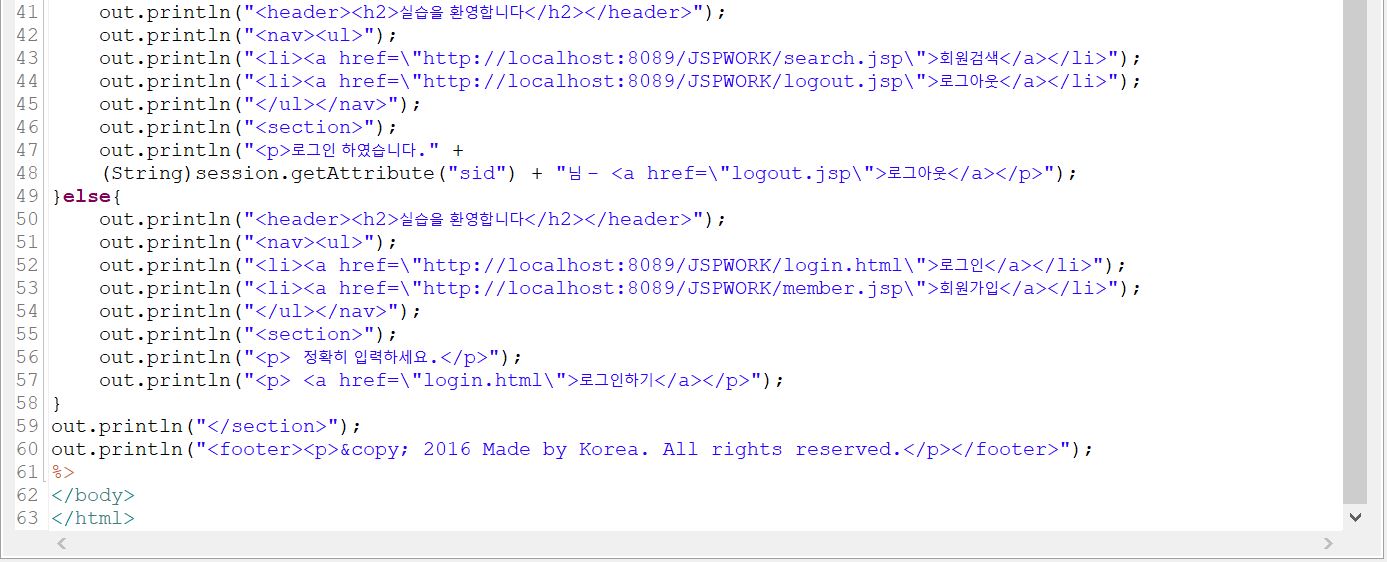 41 out.println("<header><h2>실습을 환영합니다</h2></header>");
42 out.println("<nav><ul>");
43 out.println("<li><a href=\"http://localhost:8089/JSPWORK/search.jsp\">회원검색</a></li>");
44 out.println("<li><a href=\"http://localhost:8089/JSPWORK/logout.jsp\">로그아웃</a></li>");
45 out.println("</ul></nav>");
46 out.println("<section>");
47 out.println("<p>로그인 하였습니다." +
48 (String)session.getAttribute("sid") + "님 - <a href=\"logout.jsp\">로그아웃</a></p>");
49 }else{
50 out.println("<header><h2>실습을 환영합니다</h2></header>");
51 out.println("<nav><ul>");
52 out.println("<li><a href=\"http://localhost:8089/JSPWORK/login.html\">로그인</a></li>");
53 out.println("<li><a href=\"http://localhost:8089/JSPWORK/member.jsp\">회원가입</a></li>");
54 out.println("</ul></nav>");
55 out.println("<section>");
56 out.println("<p> 정확히 입력하세요.</p>");
57 out.println("<p> <a href=\"login.html\">로그인하기</a></p>");
58 }
59 out.println("</section>");
60 out.println("<footer><p>&copy; 2016 Made by Korea. All rights reserved.</p></footer>");
61 %>
62 </body>
63 </html>